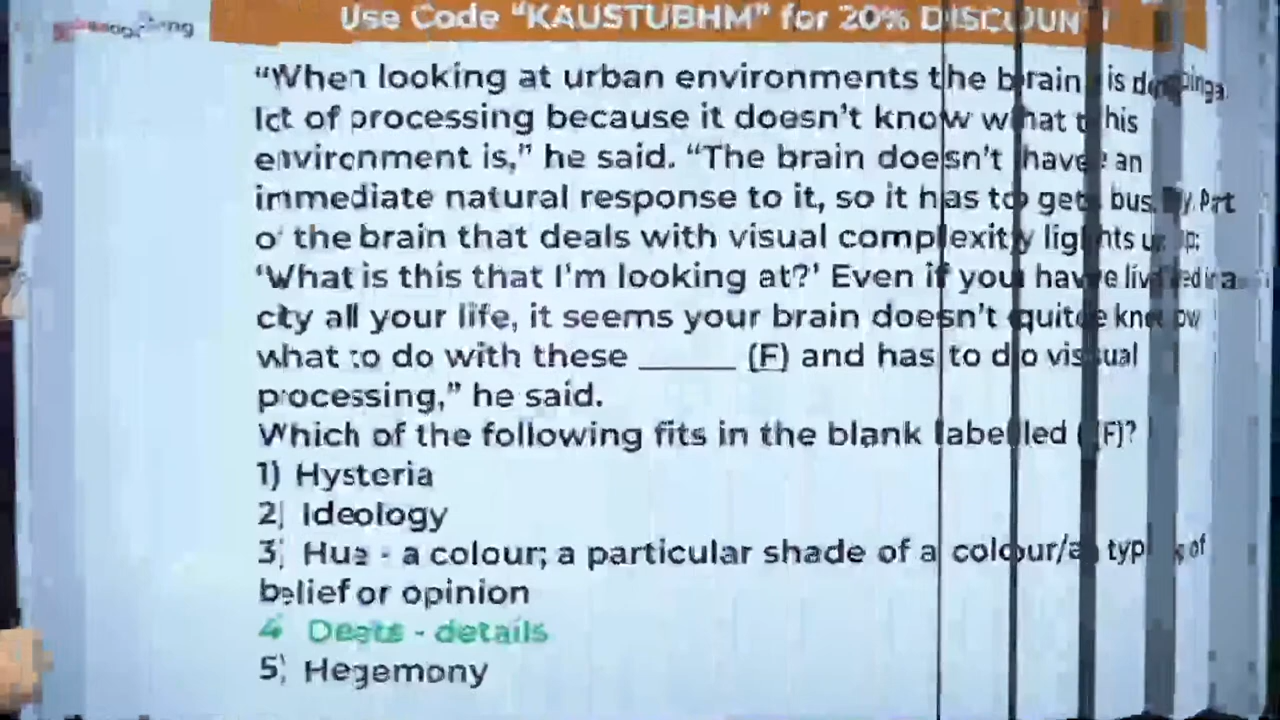 Use Code “KAUSTUBHM” for 20% DISCOUNT
“When looking at urban environments the brain is doing a
lot of processing because it doesn’t know what this
environment is,” he said. “The brain doesn’t have an
immediate natural response to it, so it has to get busy. Part
of the brain that deals with visual complexity lights up:
‘What is this that I’m looking at?’ Even if you have lived in a
city all your life, it seems your brain doesn’t quite know
what to do with these ______ (F) and has to do visual
processing,” he said.
Which of the following fits in the blank labelled (F)?
1) Hysteria
2) Ideology
3) Hue - a colour; a particular shade of a colour/a type of
belief or opinion
4) Deets - details
5) Hegemony